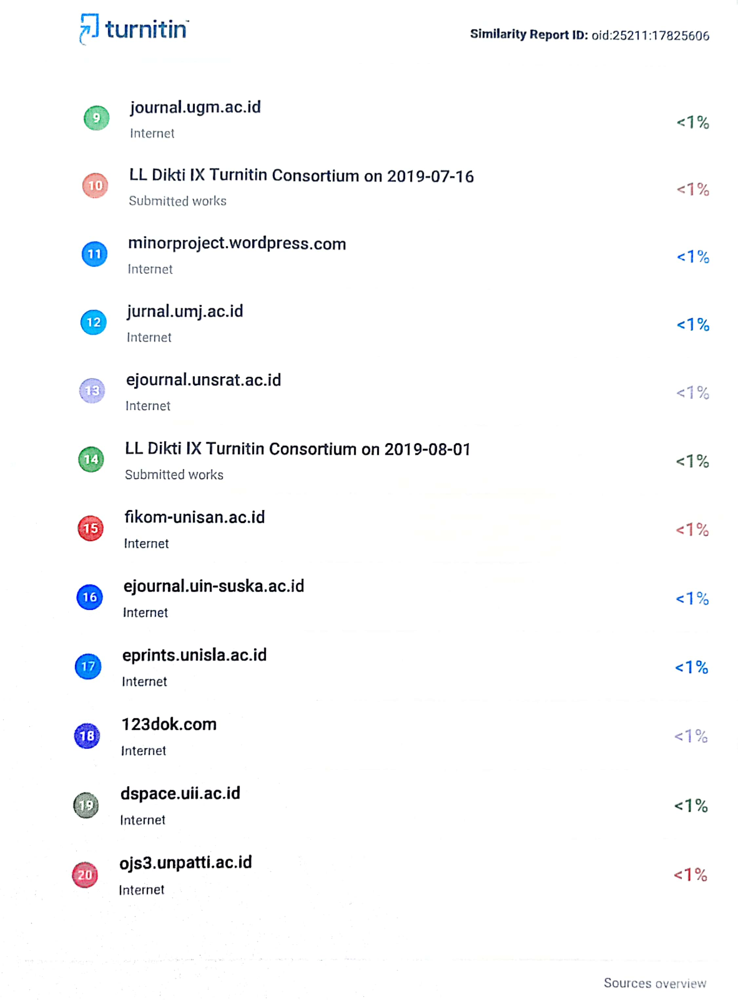 turnitin
Similarity Report ID: oid:25211:17825606
9
journal.ugm.ac.id
<1%
Internet
10
LL Dikti IX Turnitin Consortium on 2019-07-16
<1%
Submitted works
11
minorproject.wordpress.com
<1%
Internet
12
jurnal.umj.ac.id
<1%
Internet
13
ejournal.unsrat.ac.id
<1%
Internet
14
LL Dikti IX Turnitin Consortium on 2019-08-01
<1%
Submitted works
15
fikom-unisan.ac.id
<1%
Internet
16
ejournal.uin-suska.ac.id
<1%
Internet
17
eprints.unisla.ac.id
<1%
Internet
18
123dok.com
<1%
Internet
19
dspace.uii.ac.id
<1%
Internet
20
ojs3.unpatti.ac.id
<1%
Internet
Sources overview